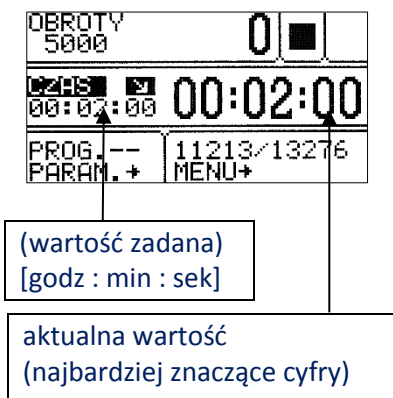 OBROTY
5000
0
CZAS
00:02:00
00:02:00
PROG.--
PARAM.→
11213/13276
MENU→
(wartość zadana)
[godz : min : sek]
aktualna wartość
(najbardziej znaczące cyfry)